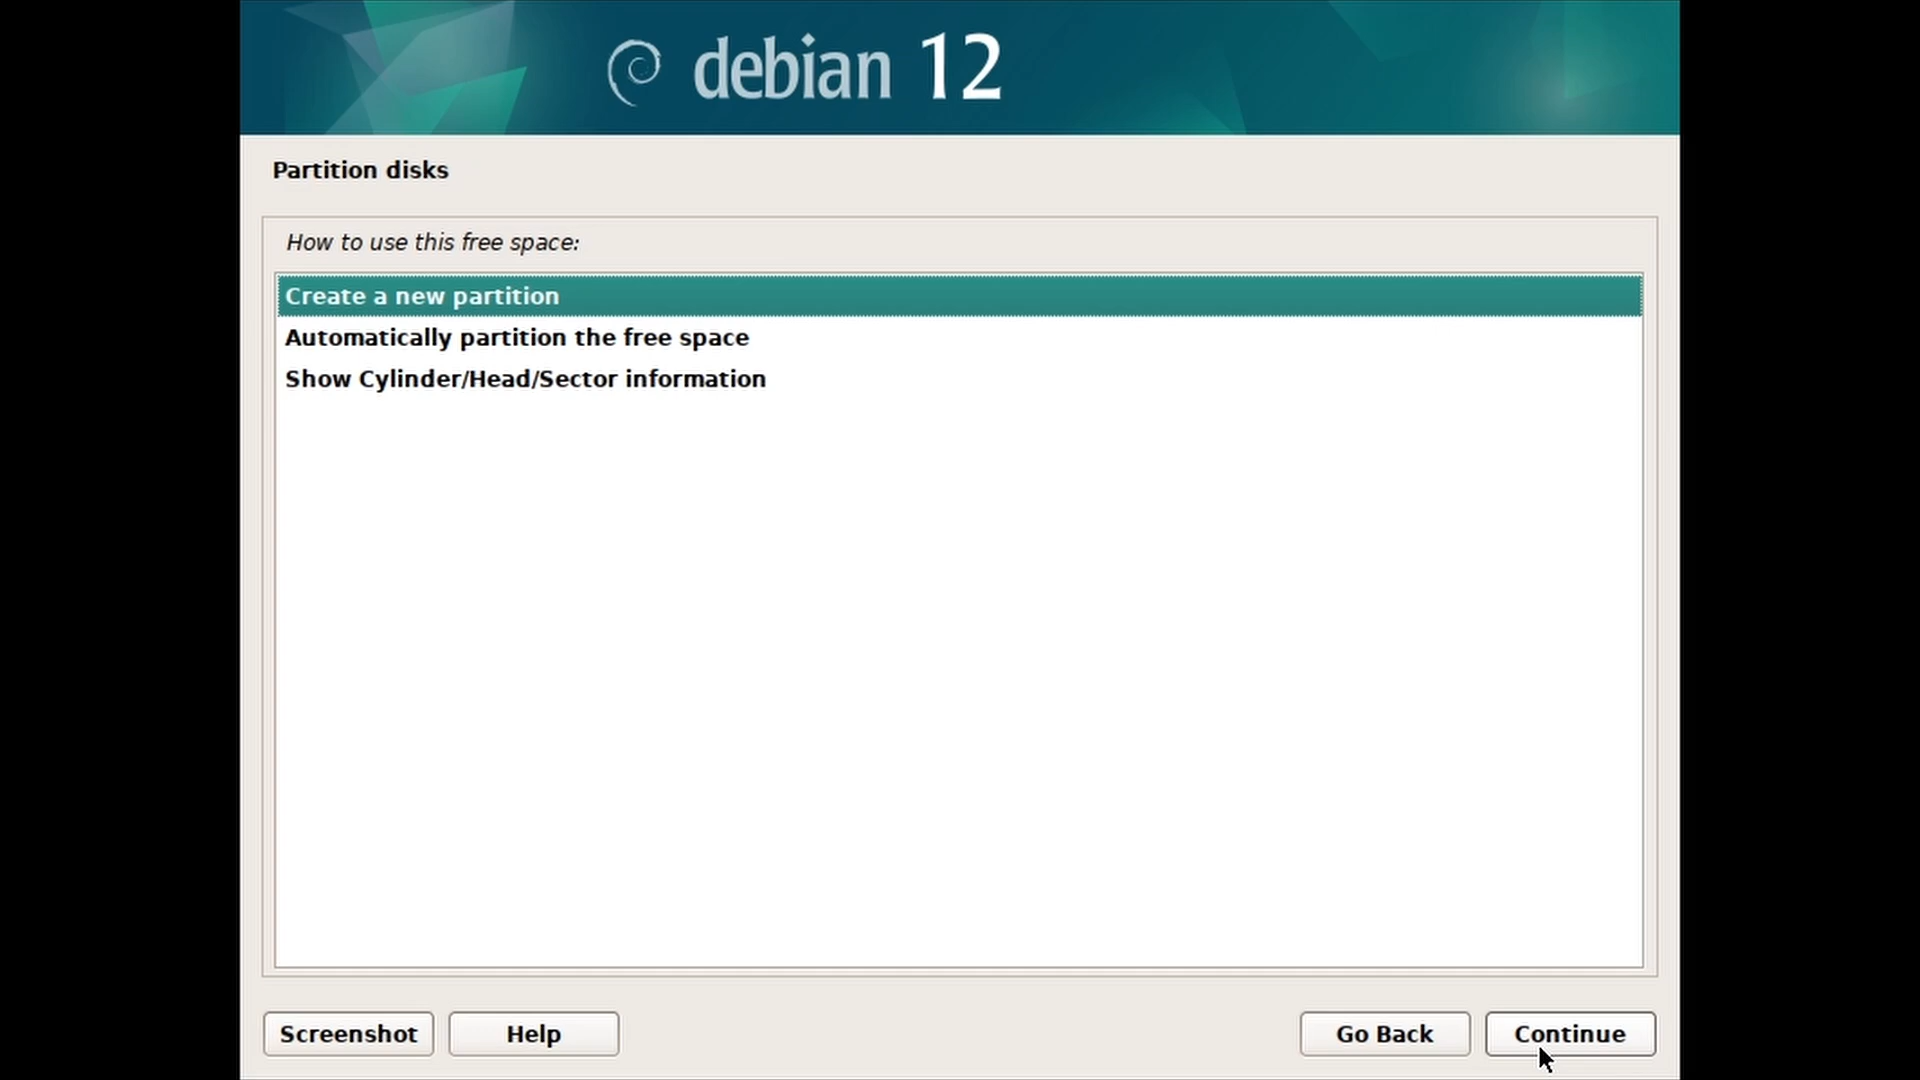 debian 12
Partition disks
How to use this free space:
Create a new partition
Automatically partition the free space
Show Cylinder/Head/Sector information
Screenshot
Help
Go Back
Continue